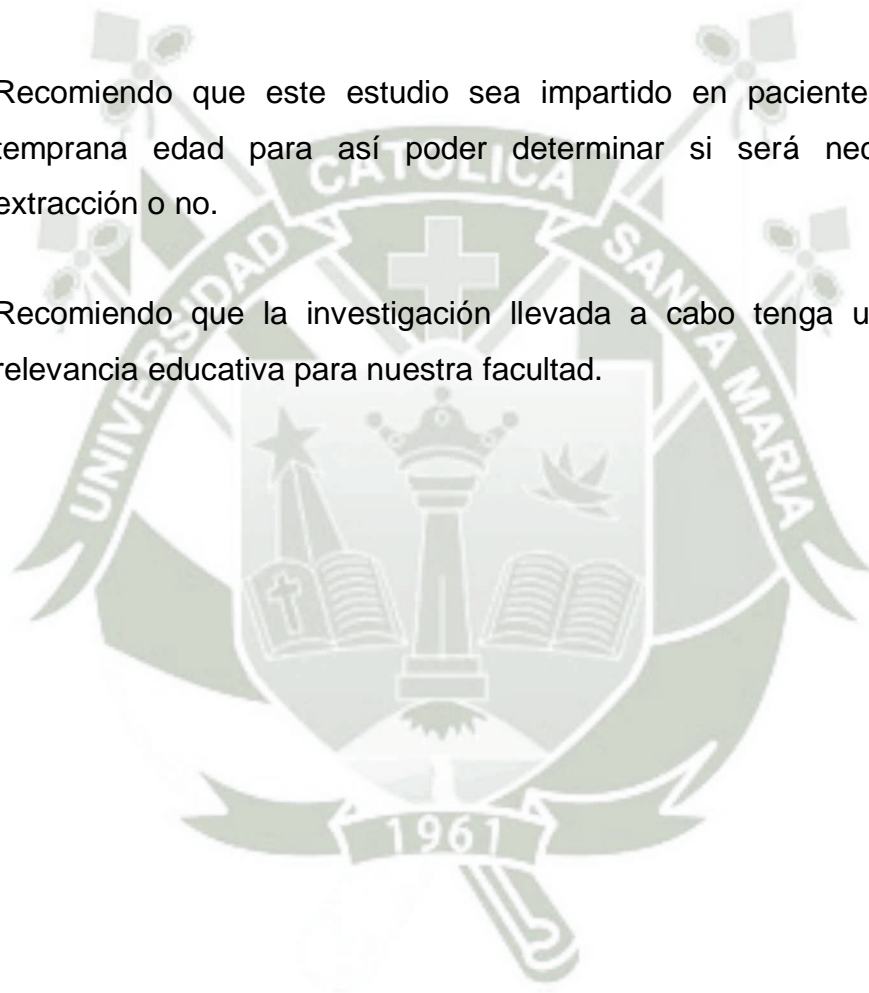 Recomiendo que este estudio sea impartido en paciente
temprana edad para así poder determinar si será nec
extracción o no.
Recomiendo que la investigación llevada a cabo tenga u
relevancia educativa para nuestra facultad.
UNIVERSIDAD CATOLICA SANTA MARIA
1961